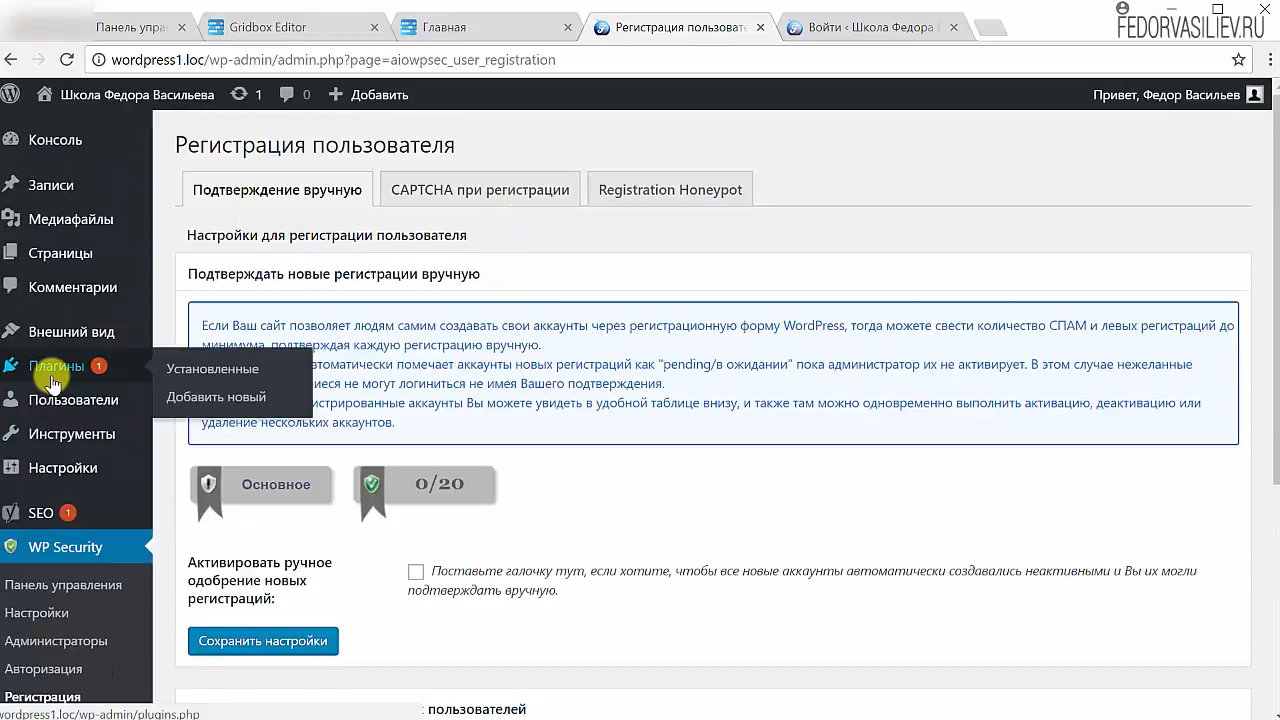 Панель упра
Gridbox Editor
Главная
Регистрация пользоват
Войти ‹ Школа Федора
FEDORVASILIEV.RU
wordpress1.loc/wp-admin/admin.php?page=aiowpsec_user_registration
Школа Федора Васильева
1
0
Добавить
Привет, Федор Васильев
Консоль
Записи
Медиафайлы
Страницы
Комментарии
Внешний вид
Плагины 1
Пользователи
Инструменты
Настройки
SEO 1
WP Security
Панель управления
Настройки
Администраторы
Авторизация
Регистрация
wordpress1.loc/wp-admin/plugins.php
Установленные
Добавить новый
Регистрация пользователя
Подтверждение вручную
CAPTCHA при регистрации
Registration Honeypot
Настройки для регистрации пользователя
Подтверждать новые регистрации вручную
Если Ваш сайт позволяет людям самим создавать свои аккаунты через регистрационную форму WordPress, тогда можете свести количество СПАМ и левых регистраций до
минимума, подтверждая каждую регистрацию вручную.
автоматически помечает аккаунты новых регистраций как "pending/в ожидании" пока администратор их не активирует. В этом случае нежеланные
не могут логиниться не имея Вашего подтверждения.
аккаунты Вы можете увидеть в удобной таблице внизу, и также там можно одновременно выполнить активацию, деактивацию или
удаление нескольких аккаунтов.
Основное
0/20
Активировать ручное
одобрение новых
регистраций:
Поставьте галочку тут, если хотите, чтобы все новые аккаунты автоматически создавались неактивными и Вы их могли
подтверждать вручную.
Сохранить настройки
пользователей